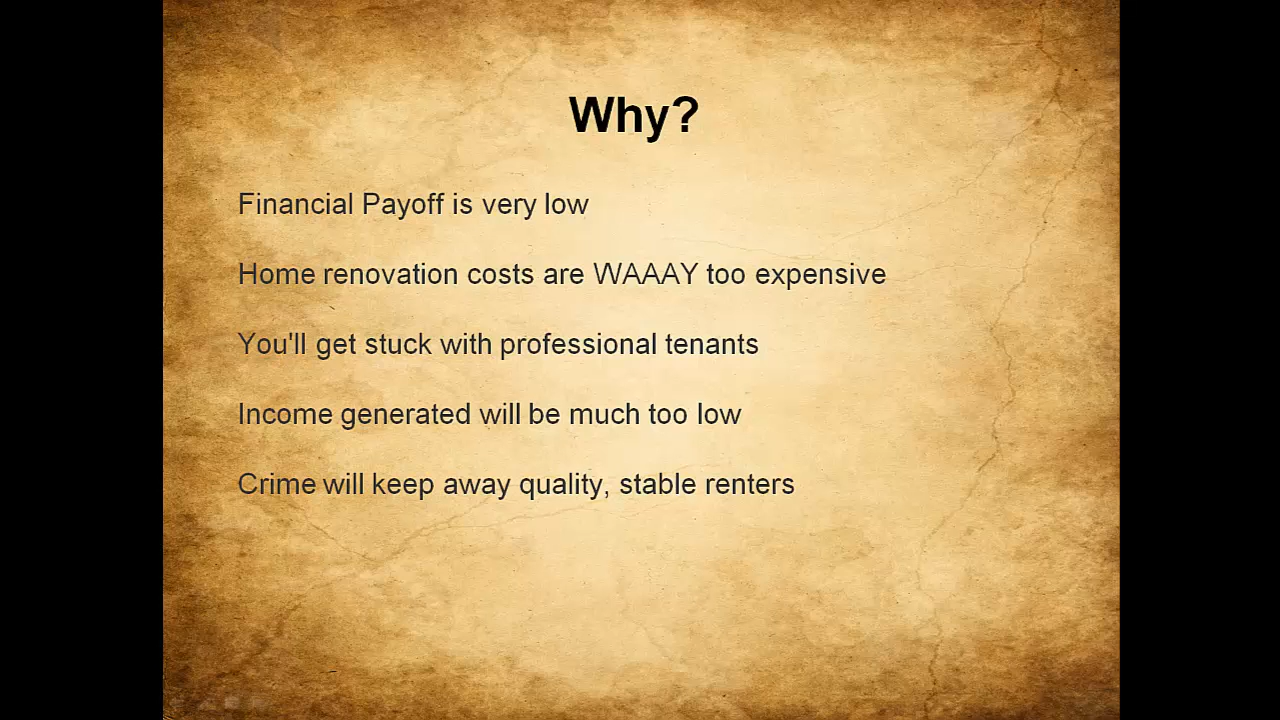 Why?
Financial Payoff is very low
Home renovation costs are WAAAY too expensive
You'll get stuck with professional tenants
Income generated will be much too low
Crime will keep away quality, stable renters